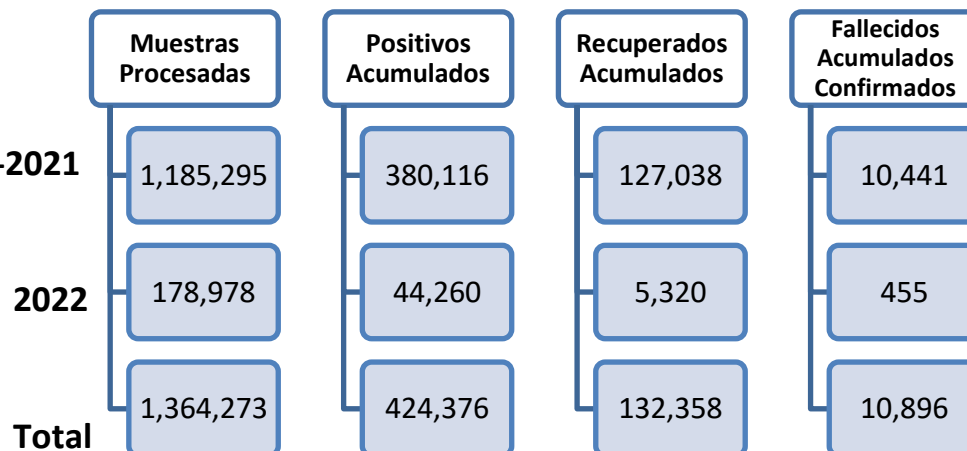 Muestras
Procesadas
Positivos
Acumulados
Recuperados
Acumulados
Fallecidos
Acumulados
Confirmados
-2021
1,185,295
380,116
127,038
10,441
2022
178,978
44,260
5,320
455
Total
1,364,273
424,376
132,358
10,896